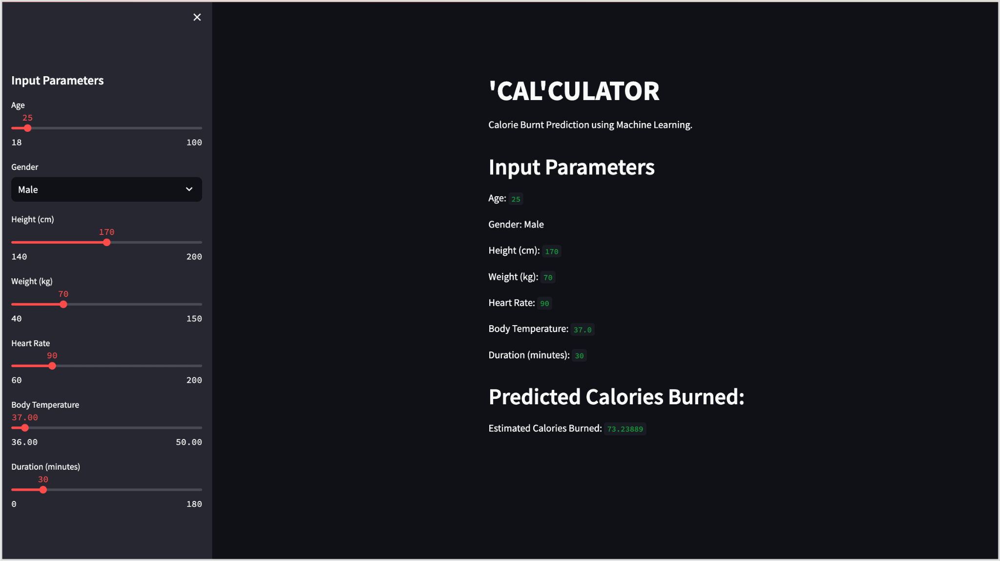 Input Parameters
Age
25
18 100
Gender
Male
Height (cm)
170
140 200
Weight (kg)
70
40 150
Heart Rate
90
60 200
Body Temperature
37.00
36.00 50.00
Duration (minutes)
30
0 180
'CAL'CULATOR
Calorie Burnt Prediction using Machine Learning.
Input Parameters
Age: 25
Gender: Male
Height (cm): 170
Weight (kg): 70
Heart Rate: 90
Body Temperature: 37.0
Duration (minutes): 30
Predicted Calories Burned:
Estimated Calories Burned: 73.23889